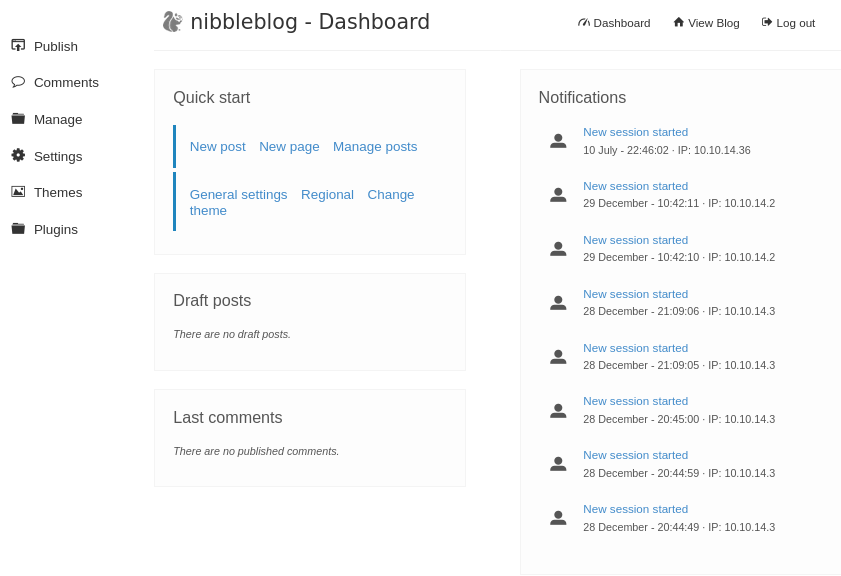 nibbleblog - Dashboard
Dashboard View Blog Log out
Publish
Comments
Manage
Settings
Themes
Plugins
Quick start
New post New page Manage posts
General settings Regional Change
theme
Draft posts
There are no draft posts.
Last comments
There are no published comments.
Notifications
New session started
10 July - 22:46:02 · IP: 10.10.14.36
New session started
29 December - 10:42:11 · IP: 10.10.14.2
New session started
29 December - 10:42:10 · IP: 10.10.14.2
New session started
28 December - 21:09:06 · IP: 10.10.14.3
New session started
28 December - 21:09:05 · IP: 10.10.14.3
New session started
28 December - 20:45:00 · IP: 10.10.14.3
New session started
28 December - 20:44:59 · IP: 10.10.14.3
New session started
28 December - 20:44:49 · IP: 10.10.14.3